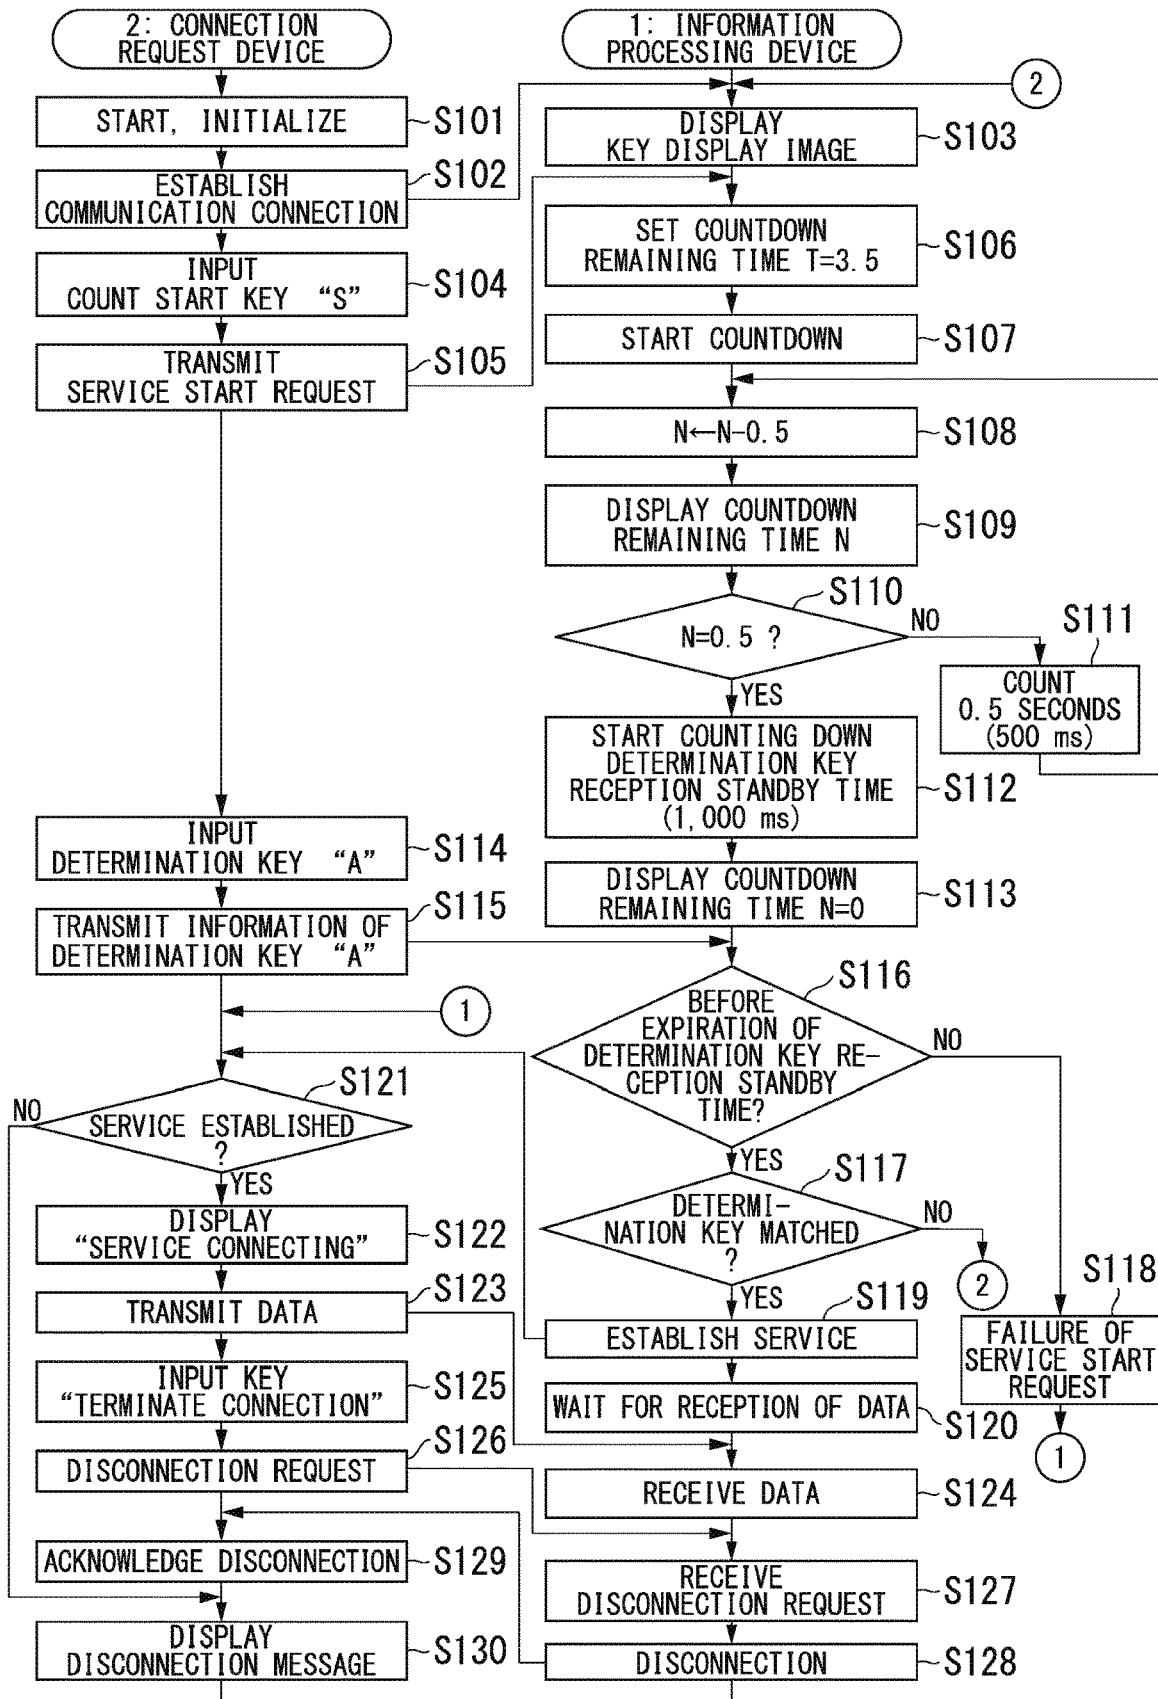 2: CONNECTION
REQUEST DEVICE
START, INITIALIZE
S101
ESTABLISH
COMMUNICATION CONNECTION
S102
INPUT
COUNT START KEY “S”
S104
TRANSMIT
SERVICE START REQUEST
S105
INPUT
DETERMINATION KEY “A”
S114
TRANSMIT INFORMATION OF
DETERMINATION KEY “A”
S115
1
SERVICE ESTABLISHED
?
S121
NO
YES
DISPLAY
“SERVICE CONNECTING”
S122
TRANSMIT DATA
S123
INPUT KEY
“TERMINATE CONNECTION”
S125
DISCONNECTION REQUEST
S126
ACKNOWLEDGE DISCONNECTION
S129
DISPLAY
DISCONNECTION MESSAGE
S130
1: INFORMATION
PROCESSING DEVICE
2
DISPLAY
KEY DISPLAY IMAGE
S103
SET COUNTDOWN
REMAINING TIME T=3.5
S106
START COUNTDOWN
S107
N←N-0.5
S108
DISPLAY COUNTDOWN
REMAINING TIME N
S109
N=0.5 ?
S110
NO
YES
S111
COUNT
0.5 SECONDS
(500 ms)
START COUNTING DOWN
DETERMINATION KEY
RECEPTION STANDBY TIME
(1,000 ms)
S112
DISPLAY COUNTDOWN
REMAINING TIME N=0
S113
BEFORE
EXPIRATION OF
DETERMINATION KEY RE-
CEPTION STANDBY
TIME?
S116
NO
YES
DETERMI-
NATION KEY MATCHED
?
S117
NO
2
YES
S118
FAILURE OF
SERVICE START
REQUEST
1
ESTABLISH SERVICE
S119
WAIT FOR RECEPTION OF DATA
S120
RECEIVE DATA
S124
RECEIVE
DISCONNECTION REQUEST
S127
DISCONNECTION
S128